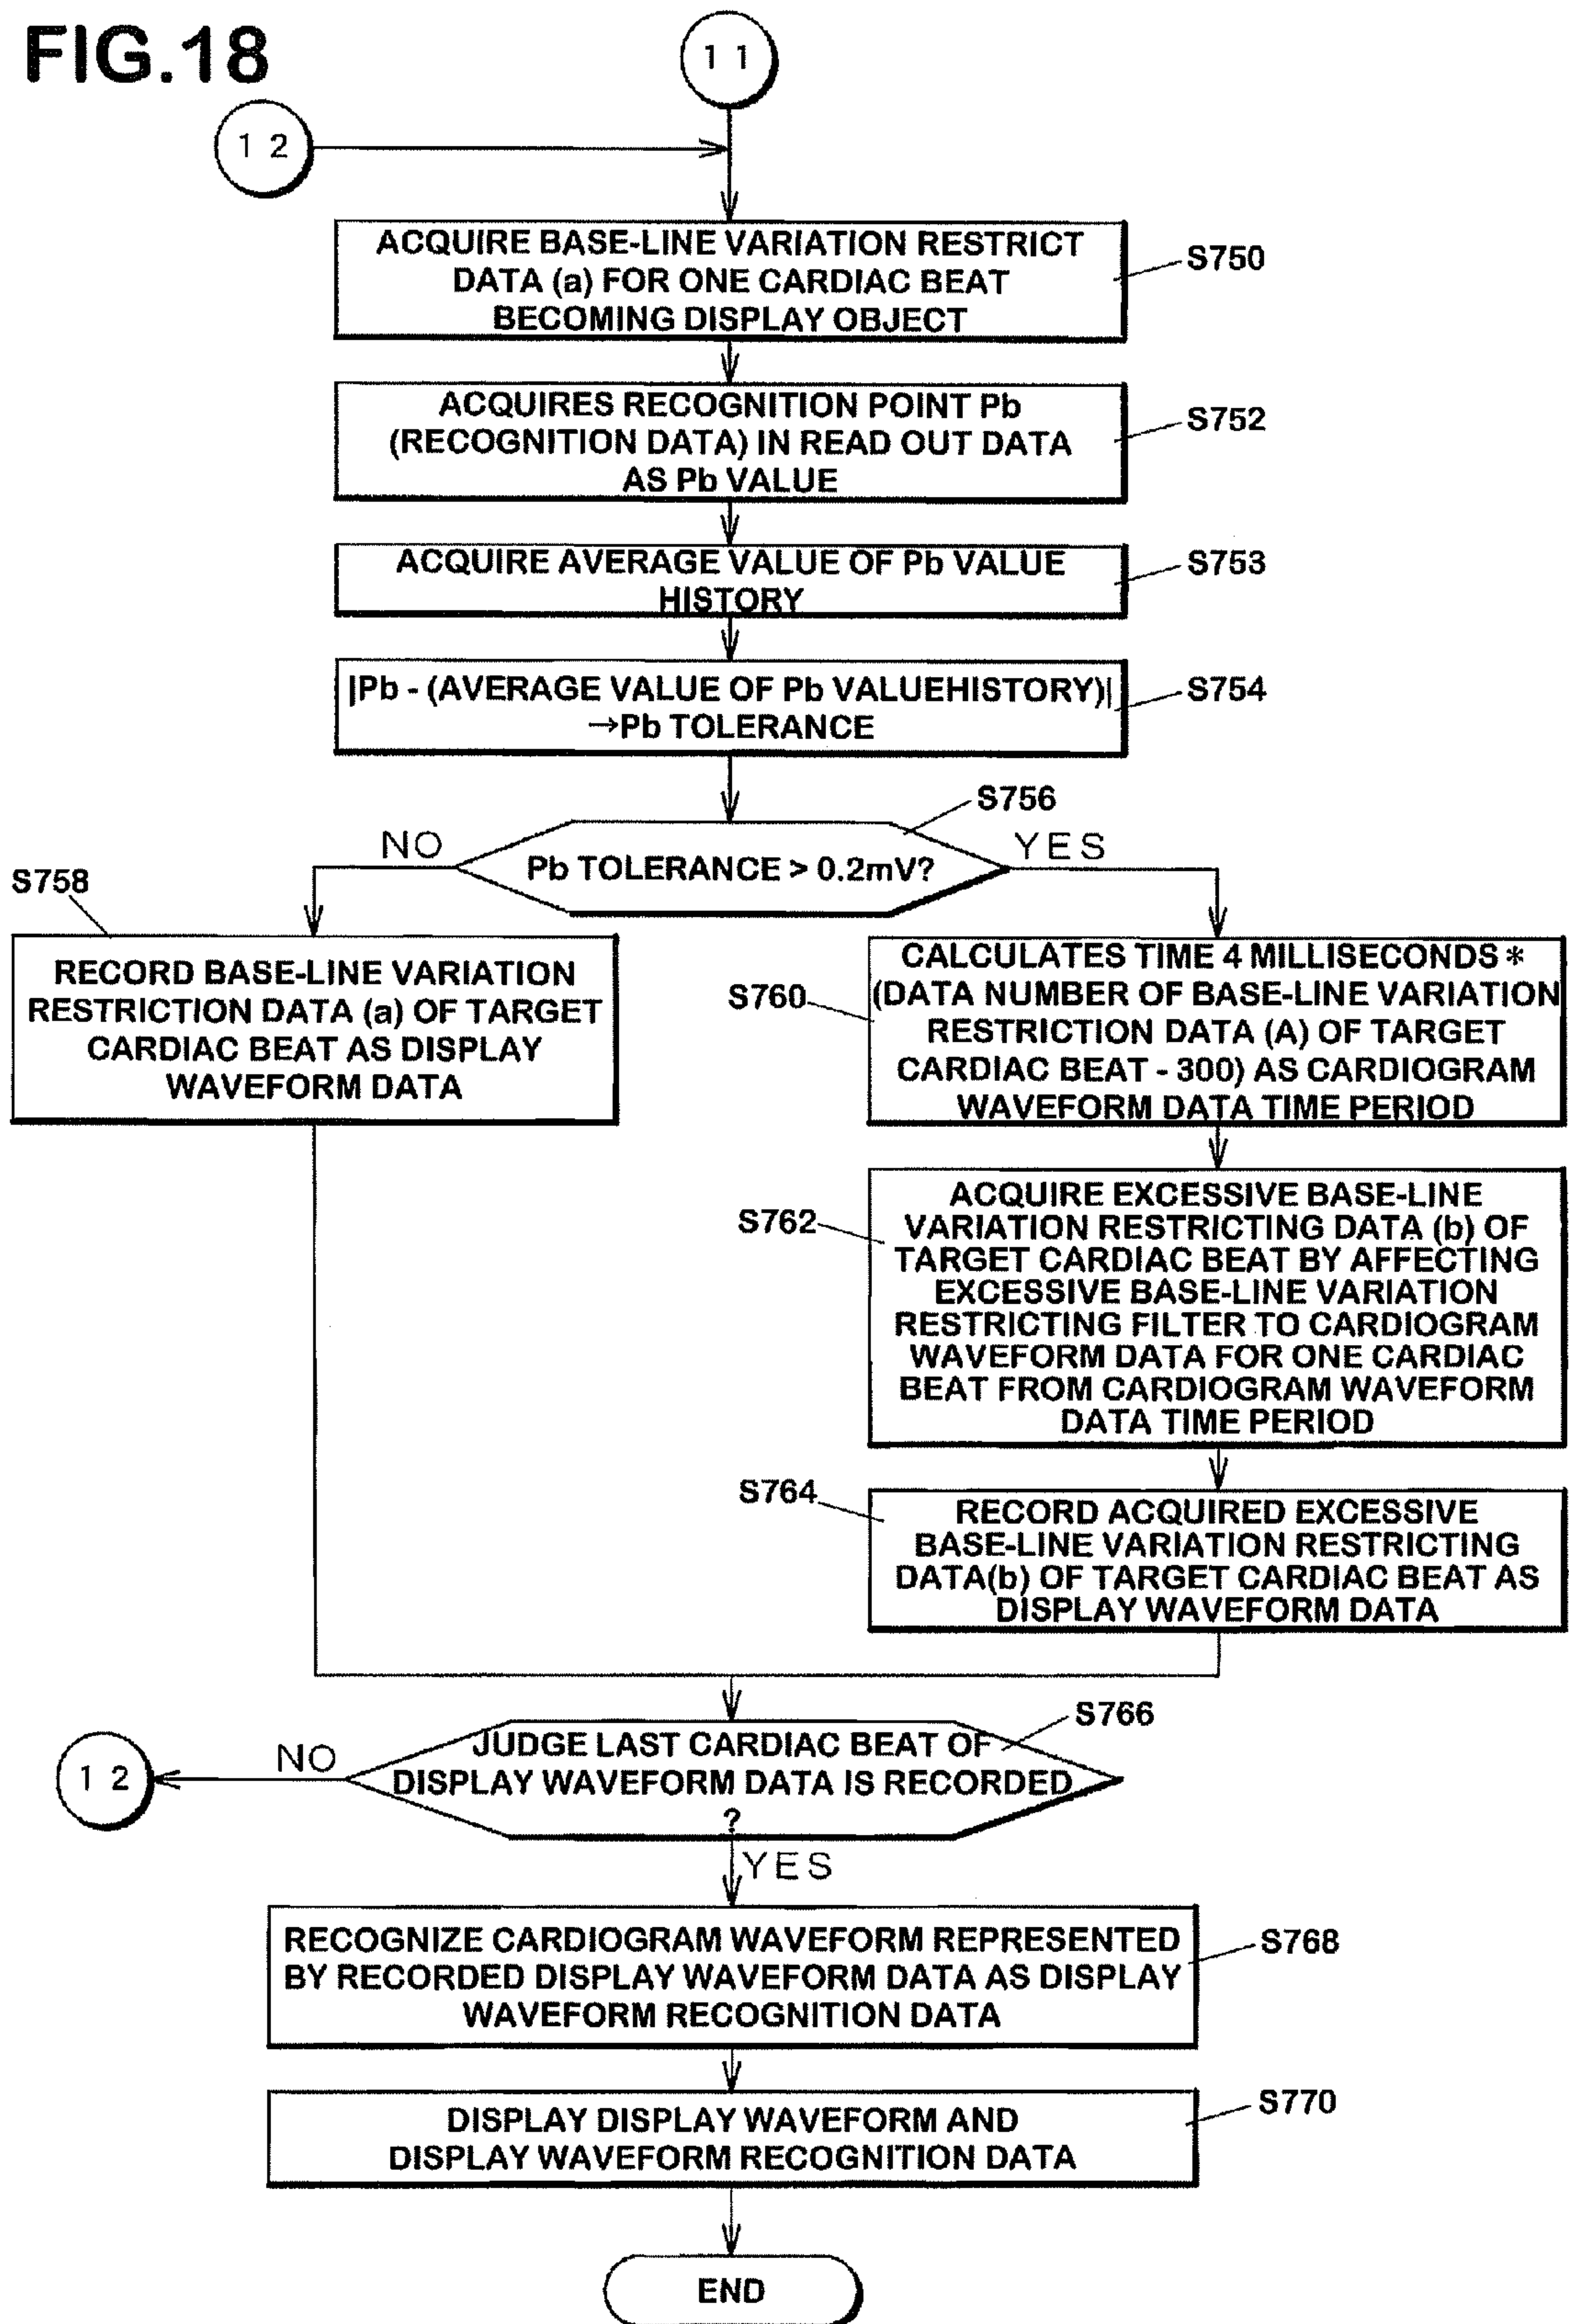 FIG.18
1 1
1 2
ACQUIRE BASE-LINE VARIATION RESTRICT
DATA (a) FOR ONE CARDIAC BEAT
BECOMING DISPLAY OBJECT
S750
ACQUIRES RECOGNITION POINT Pb
(RECOGNITION DATA) IN READ OUT DATA
AS Pb VALUE
S752
ACQUIRE AVERAGE VALUE OF Pb VALUE
HISTORY
S753
|Pb - (AVERAGE VALUE OF Pb VALUEHISTORY)|
→Pb TOLERANCE
S754
S756
NO
Pb TOLERANCE > 0.2mV?
YES
S758
RECORD BASE-LINE VARIATION
RESTRICTION DATA (a) OF TARGET
CARDIAC BEAT AS DISPLAY
WAVEFORM DATA
S760
CALCULATES TIME 4 MILLISECONDS *
(DATA NUMBER OF BASE-LINE VARIATION
RESTRICTION DATA (A) OF TARGET
CARDIAC BEAT - 300) AS CARDIOGRAM
WAVEFORM DATA TIME PERIOD
S762
ACQUIRE EXCESSIVE BASE-LINE
VARIATION RESTRICTING DATA (b) OF
TARGET CARDIAC BEAT BY AFFECTING
EXCESSIVE BASE-LINE VARIATION
RESTRICTING FILTER TO CARDIOGRAM
WAVEFORM DATA FOR ONE CARDIAC
BEAT FROM CARDIOGRAM WAVEFORM
DATA TIME PERIOD
S764
RECORD ACQUIRED EXCESSIVE
BASE-LINE VARIATION RESTRICTING
DATA(b) OF TARGET CARDIAC BEAT AS
DISPLAY WAVEFORM DATA
S766
JUDGE LAST CARDIAC BEAT OF
DISPLAY WAVEFORM DATA IS RECORDED
?
NO
1 2
YES
RECOGNIZE CARDIOGRAM WAVEFORM REPRESENTED
BY RECORDED DISPLAY WAVEFORM DATA AS DISPLAY
WAVEFORM RECOGNITION DATA
S768
DISPLAY DISPLAY WAVEFORM AND
DISPLAY WAVEFORM RECOGNITION DATA
S770
END